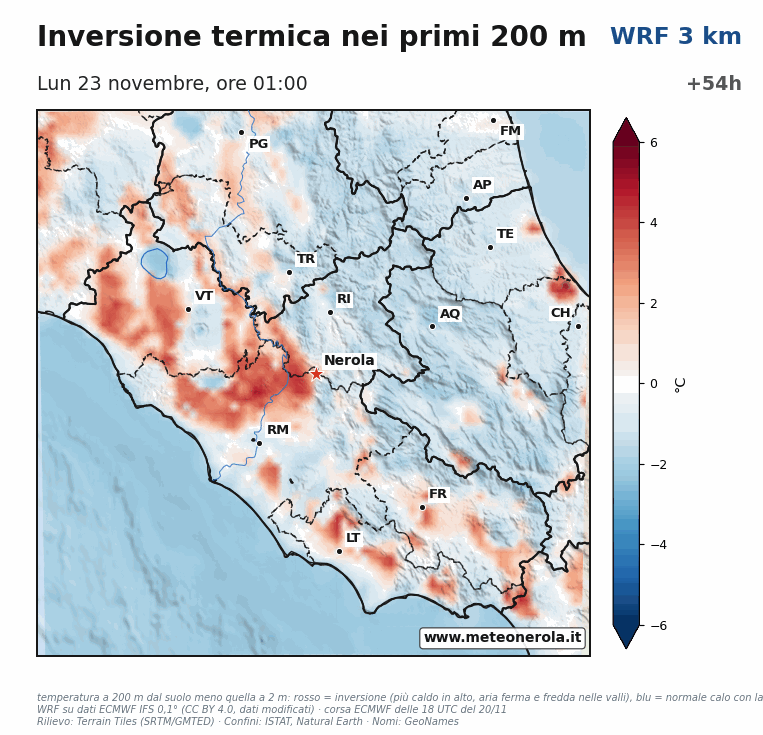 Inversione termica nei primi 200 m WRF 3 km
Lun 23 novembre, ore 01:00 +54h
FM
PG
AP
TE
TR
VT
RI
AQ
CH
Nerola
RM
FR
LT
6
4
2
0
−2
−4
−6
°C
www.meteonerola.it
temperatura a 200 m dal suolo meno quella a 2 m: rosso = inversione (più caldo in alto, aria ferma e fredda nelle valli), blu = normale calo con la
WRF su dati ECMWF IFS 0,1° (CC BY 4.0, dati modificati) · corsa ECMWF delle 18 UTC del 20/11
Rilievo: Terrain Tiles (SRTM/GMTED) · Confini: ISTAT, Natural Earth · Nomi: GeoNames